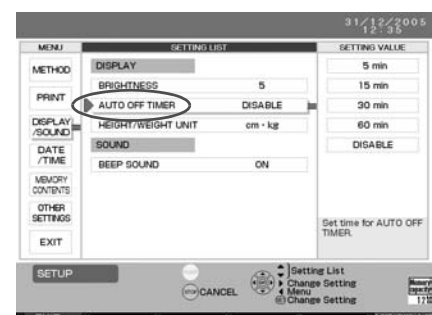 31/12/2005
12:35
MENU
SETTING LIST
SETTING VALUE
METHOD
PRINT
DISPLAY
/SOUND
DATE
/TIME
MEMORY
CONTENTS
OTHER
SETTINGS
EXIT
DISPLAY
BRIGHTNESS 5
AUTO OFF TIMER DISABLE
HEIGHT/WEIGHT UNIT cm・kg
SOUND
BEEP SOUND ON
5 min
15 min
30 min
60 min
DISABLE
Set time for AUTO OFF
TIMER.
SETUP
CANCEL
Setting List
Change Setting
Menu
Change Setting
Memory
capacity